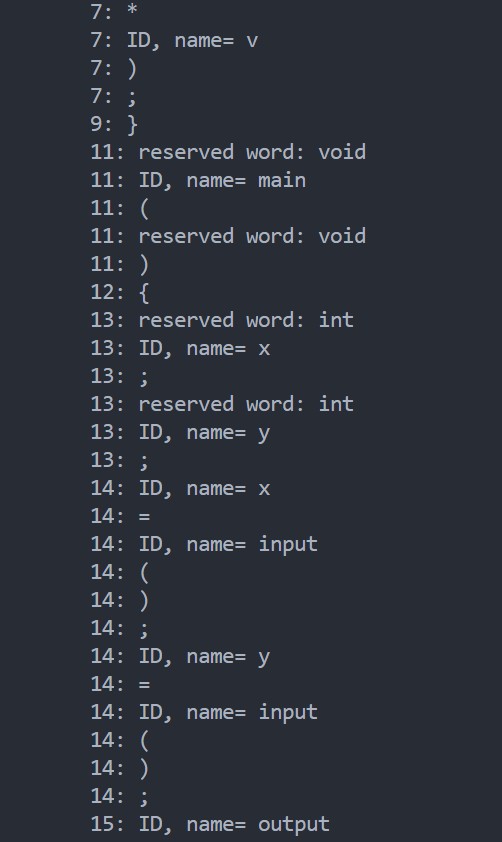 7: *
7: ID, name= v
7: )
7: ;
9: }
11: reserved word: void
11: ID, name= main
11: (
11: reserved word: void
11: )
12: {
13: reserved word: int
13: ID, name= x
13: ;
13: reserved word: int
13: ID, name= y
13: ;
14: ID, name= x
14: =
14: ID, name= input
14: (
14: )
14: ;
14: ID, name= y
14: =
14: ID, name= input
14: (
14: )
14: ;
15: ID, name= output